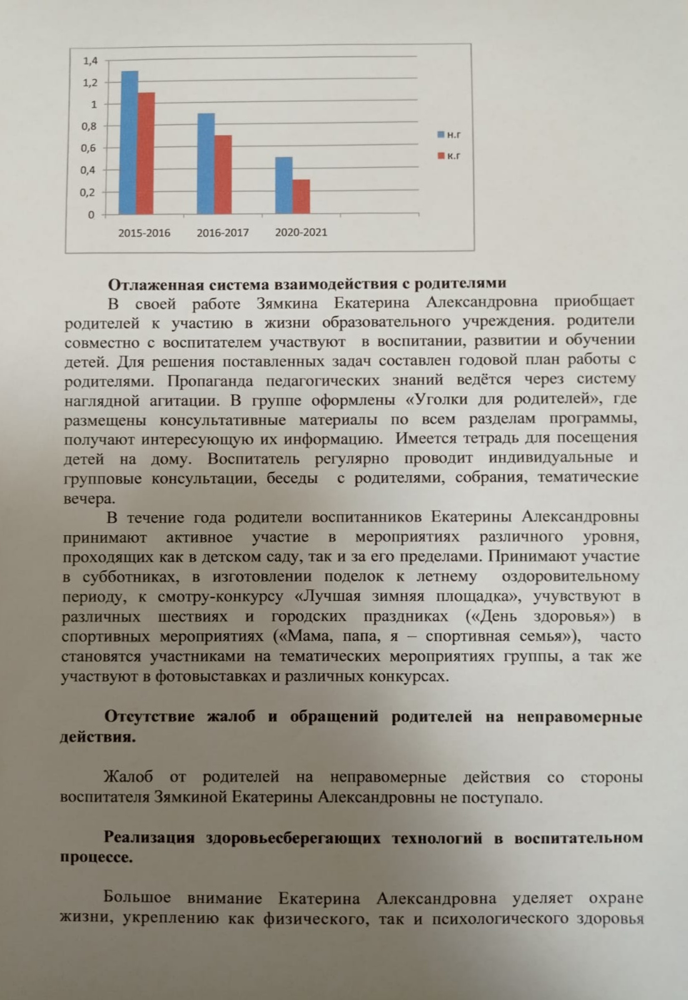 1,4
1,2
1
0,8
0,6
0,4
0,2
0
н.г
к.г
2015-2016 2016-2017 2020-2021
Отлаженная система взаимодействия с родителями
В своей работе Зямкина Екатерина Александровна приобщает
родителей к участию в жизни образовательного учреждения. родители
совместно с воспитателем участвуют в воспитании, развитии и обучении
детей. Для решения поставленных задач составлен годовой план работы с
родителями. Пропаганда педагогических знаний ведётся через систему
наглядной агитации. В группе оформлены «Уголки для родителей», где
размещены консультативные материалы по всем разделам программы,
получают интересующую их информацию. Имеется тетрадь для посещения
детей на дому. Воспитатель регулярно проводит индивидуальные и
групповые консультации, беседы с родителями, собрания, тематические
вечера.
В течение года родители воспитанников Екатерины Александровны
принимают активное участие в мероприятиях различного уровня,
проходящих как в детском саду, так и за его пределами. Принимают участие
в субботниках, в изготовлении поделок к летнему оздоровительному
периоду, к смотру-конкурсу «Лучшая зимняя площадка», учувствуют в
различных шествиях и городских праздниках («День здоровья») в
спортивных мероприятиях («Мама, папа, я – спортивная семья»), часто
становятся участниками на тематических мероприятиях группы, а так же
участвуют в фотовыставках и различных конкурсах.
Отсутствие жалоб и обращений родителей на неправомерные
действия.
Жалоб от родителей на неправомерные действия со стороны
воспитателя Зямкиной Екатерины Александровны не поступало.
Реализация здоровьесберегающих технологий в воспитательном
процессе.
Большое внимание Екатерина Александровна уделяет охране
жизни, укреплению как физического, так и психологического здоровья